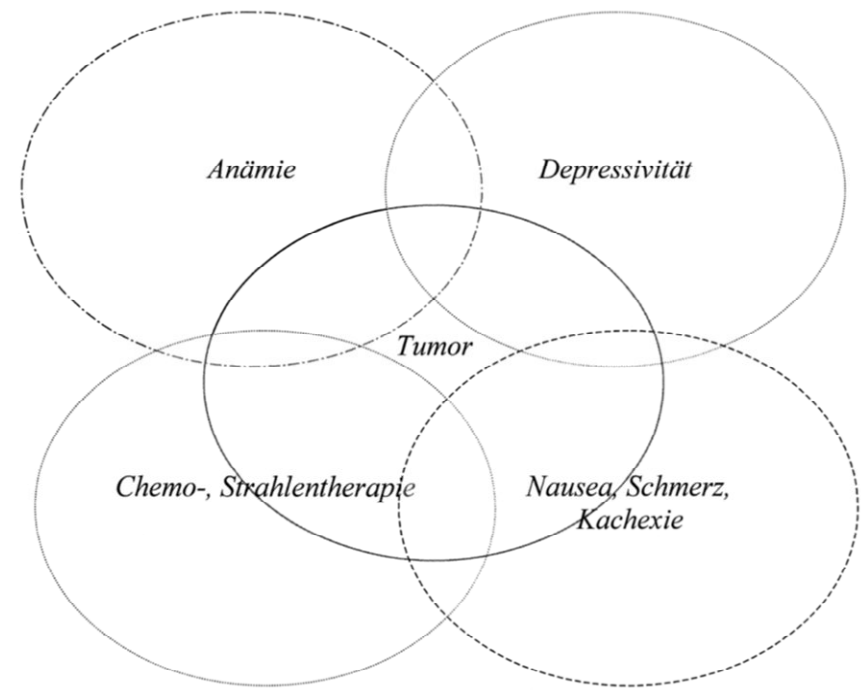 Anämie
Depressivität
Tumor
Chemo-, Strahlentherapie
Nausea, Schmerz,
Kachexie